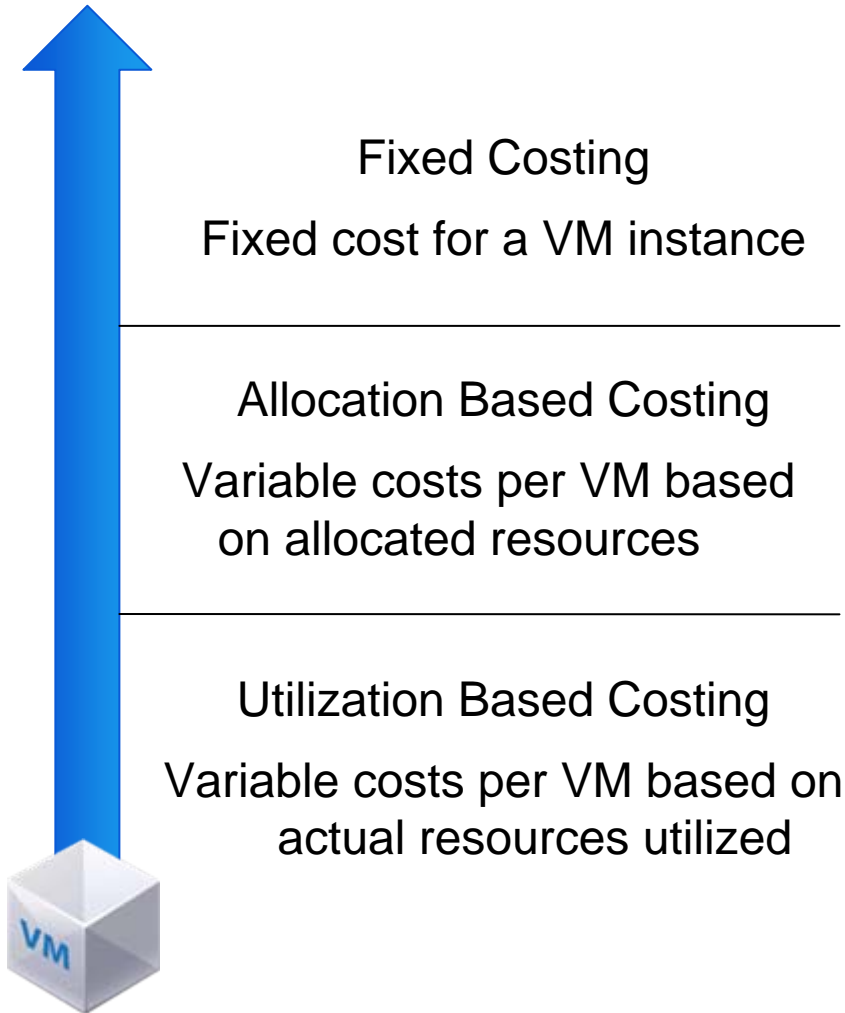 Fixed Costing
Fixed cost for a VM instance
Allocation Based Costing
Variable costs per VM based
on allocated resources
Utilization Based Costing
Variable costs per VM based on
actual resources utilized
VM